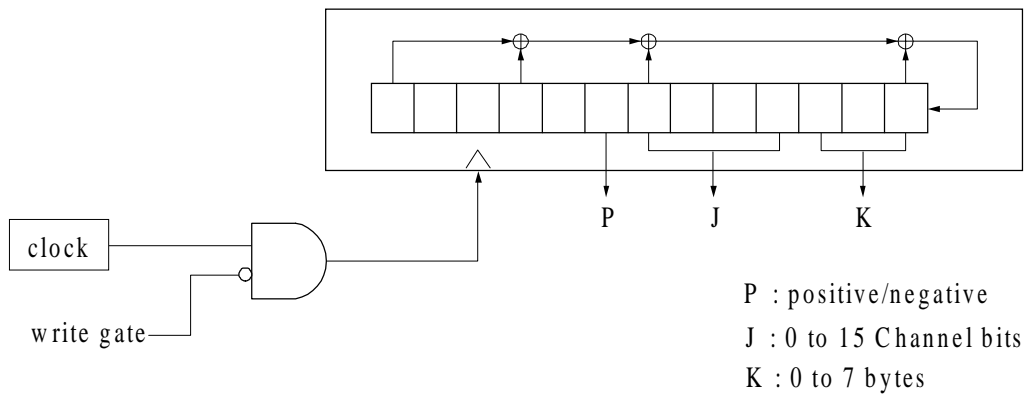 P J K
clock
write gate
P : positive/negative
J : 0 to 15 Channel bits
K : 0 to 7 bytes